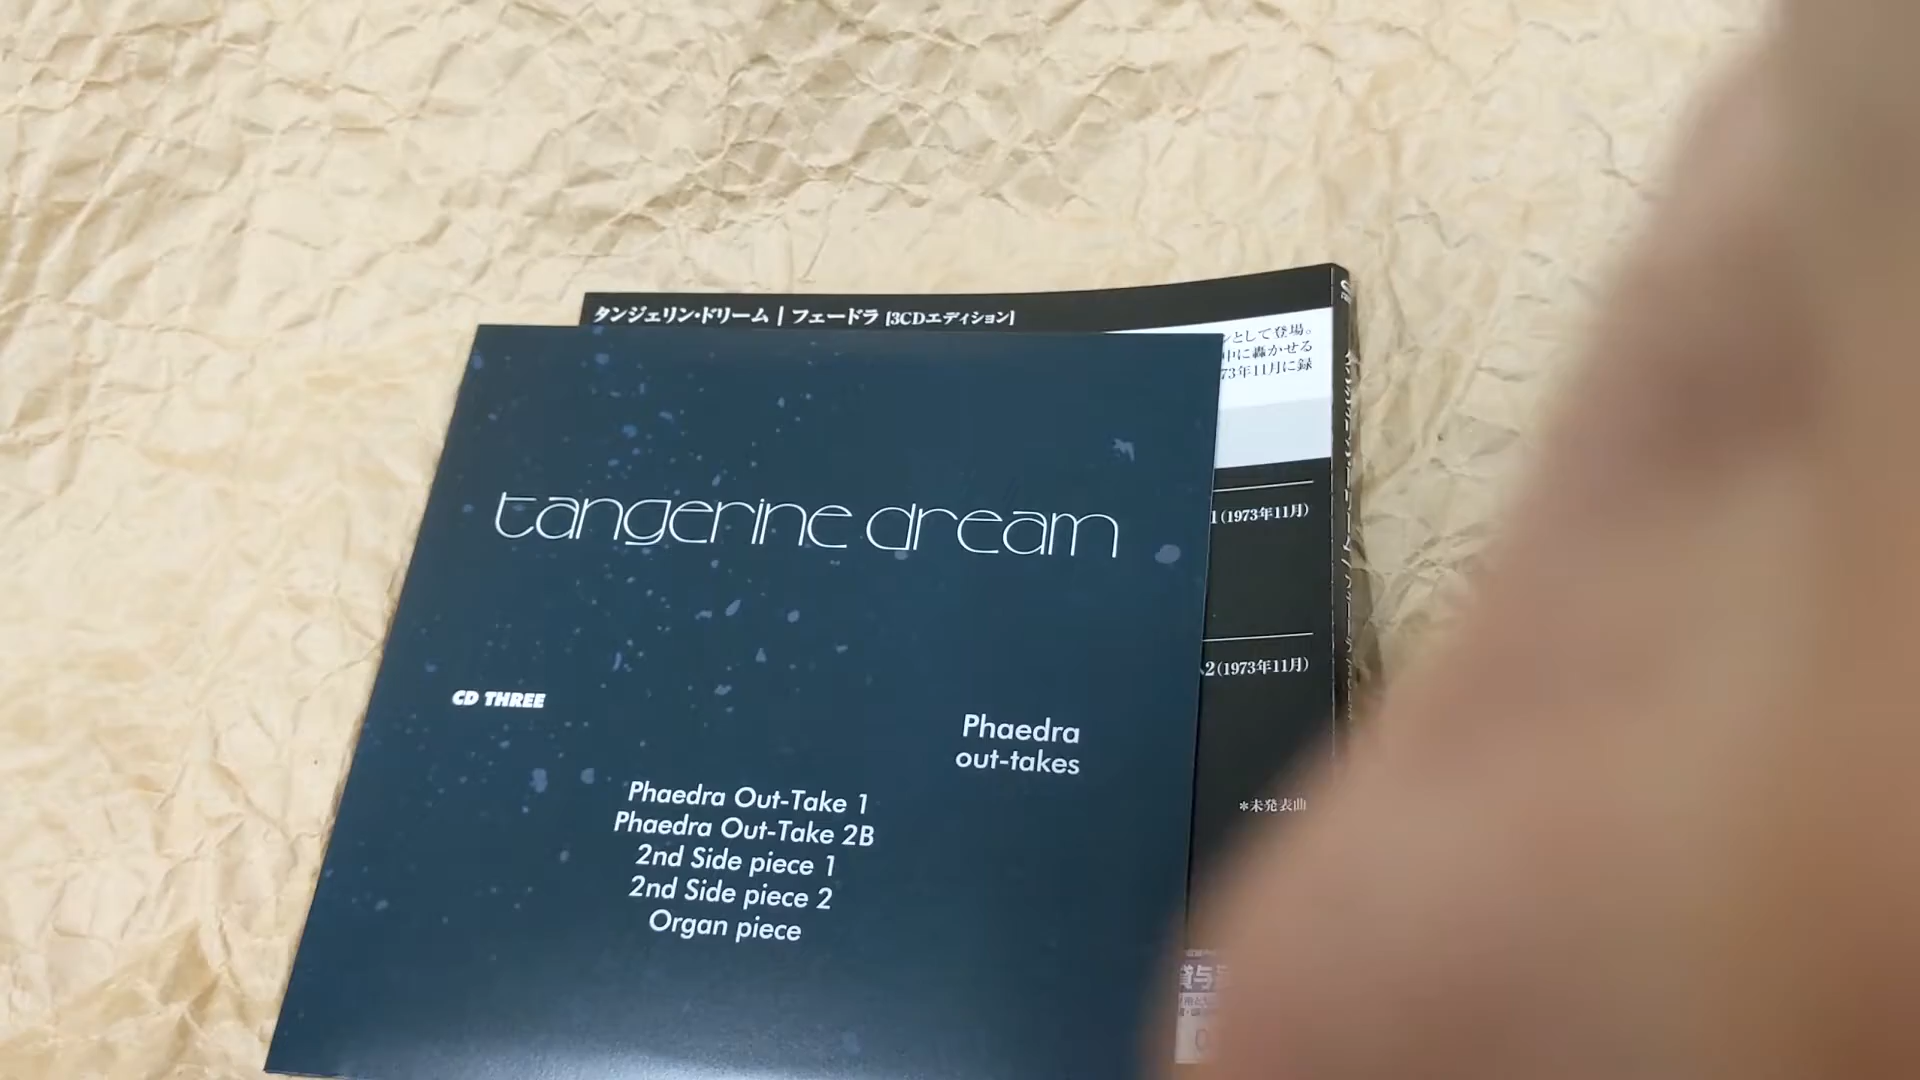 タンジェリン・ドリーム | フェードラ [3CDエディション]
ンとして登場。
中に轟かせる
73年11月に録
tangerine dream
1 (1973年11月)
2 (1973年11月)
CD THREE
Phaedra
out-takes
Phaedra Out-Take 1
Phaedra Out-Take 2B
2nd Side piece 1
2nd Side piece 2
Organ piece
*未発表曲
貸与